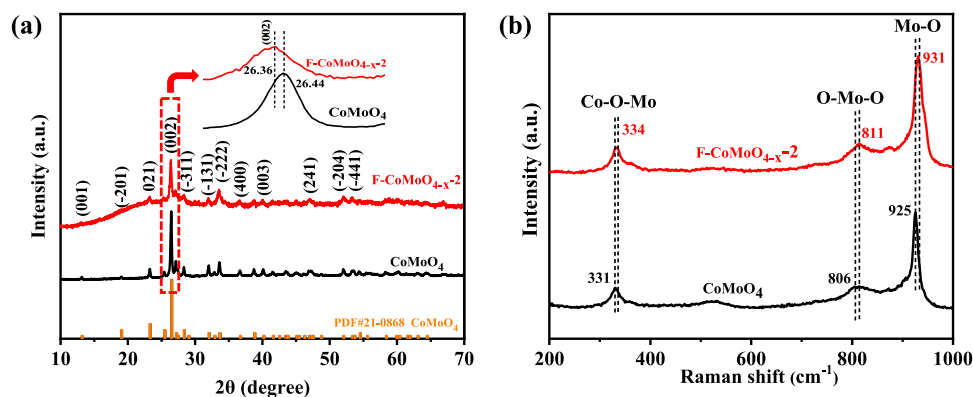 (a)
Intensity (a.u.)
(002)
F-CoMoO4-x-2
26.36
26.44
CoMoO4
(001)
(-201)
021)
(002)
(-311)
(-131)
(-222)
(400)
(003)
(241)
(-204)
(-441)
F-CoMoO4-x-2
CoMoO4
PDF#21-0868 CoMoO4
10 20 30 40 50 60 70
2θ (degree)
(b)
Intensity (a.u.)
Mo-O
931
O-Mo-O
Co-O-Mo
334
811
F-CoMoO4-x-2
925
331
806
CoMoO4
200 400 600 800 1000
Raman shift (cm-1)